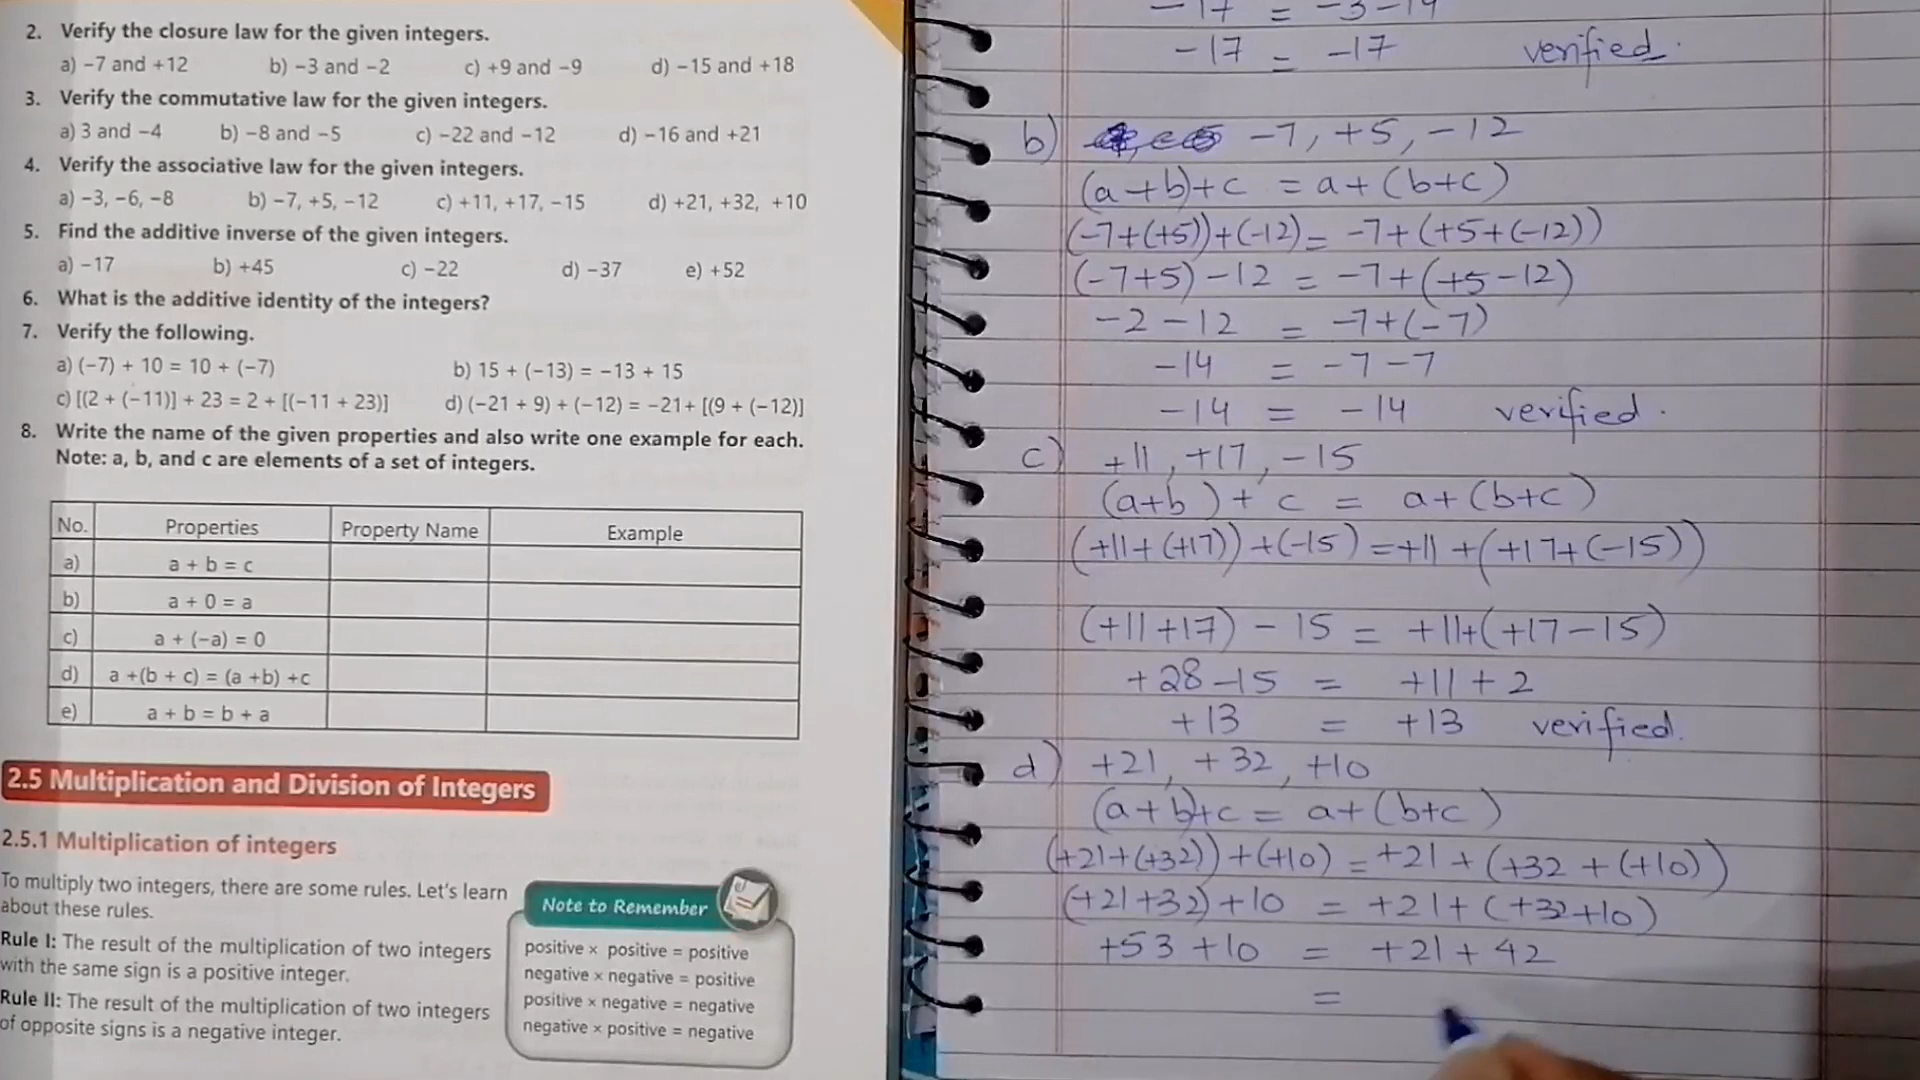 2. Verify the closure law for the given integers.
a) −7 and +12 b) −3 and −2 c) +9 and −9 d) −15 and +18
3. Verify the commutative law for the given integers.
a) 3 and −4 b) −8 and −5 c) −22 and −12 d) −16 and +21
4. Verify the associative law for the given integers.
a) −3, −6, −8 b) −7, +5, −12 c) +11, +17, −15 d) +21, +32, +10
5. Find the additive inverse of the given integers.
a) −17 b) +45 c) −22 d) −37 e) +52
6. What is the additive identity of the integers?
7. Verify the following.
a) (−7) + 10 = 10 + (−7) b) 15 + (−13) = −13 + 15
c) [(2 + (−11)] + 23 = 2 + [(−11 + 23)] d) (−21 + 9) + (−12) = −21+ [(9 + (−12)]
8. Write the name of the given properties and also write one example for each.
Note: a, b, and c are elements of a set of integers.
No. Properties Property Name Example
a) a + b = c
b) a + 0 = a
c) a + (−a) = 0
d) a +(b + c) = (a +b) +c
e) a + b = b + a
2.5 Multiplication and Division of Integers
2.5.1 Multiplication of integers
To multiply two integers, there are some rules. Let's learn
about these rules.
Rule I: The result of the multiplication of two integers
with the same sign is a positive integer.
Rule II: The result of the multiplication of two integers
of opposite signs is a negative integer.
Note to Remember
positive × positive = positive
negative × negative = positive
positive × negative = negative
negative × positive = negative
−17 = −3−14
−17 = −17 verified.
b) −7, +5, −12
(a+b)+c = a+(b+c)
(−7+(+5))+(−12) = −7+(+5+(−12))
(−7+5)−12 = −7+(+5−12)
−2−12 = −7+(−7)
−14 = −7−7
−14 = −14 verified.
c) +11, +17, −15
(a+b)+c = a+(b+c)
(+11+(+17))+(−15)=+11+(+17+(−15))
(+11+17)−15 = +11+(+17−15)
+28−15 = +11+2
+13 = +13 verified.
d) +21, +32, +10
(a+b)+c = a+(b+c)
(+21+(+32))+(+10)=+21+(+32+(+10))
(+21+32)+10 = +21+(+32+10)
+53+10 = +21+42
=